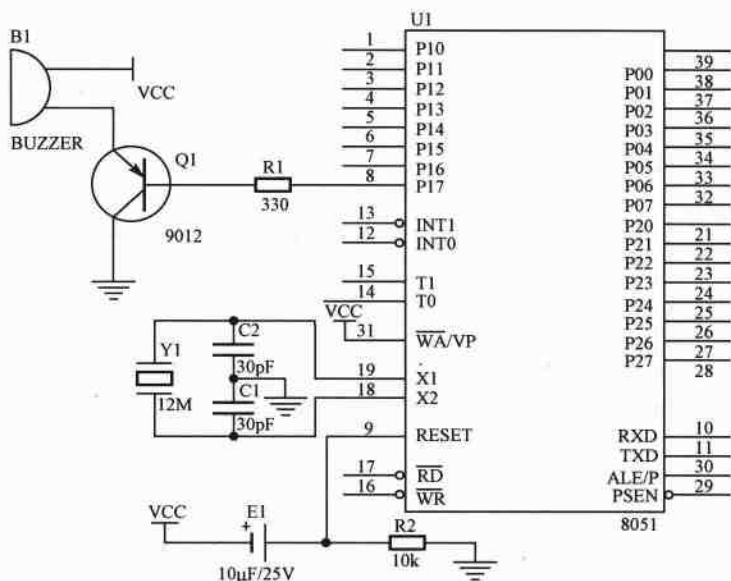 U1
B1
VCC
BUZZER
Q1
9012
R1
330
1 P10
2 P11
3 P12
4 P13
5 P14
6 P15
7 P16
8 P17
13 INT1
12 INT0
15 T1
14 T0
VCC
31 WA/VP
19 X1
18 X2
9 RESET
17 RD
16 WR
P00 39
P01 38
P02 37
P03 36
P04 35
P05 34
P06 33
P07 32
P20 21
P21 22
P22 23
P23 24
P24 25
P25 26
P26 27
P27 28
RXD 10
TXD 11
ALE/P 30
PSEN 29
8051
Y1
12M
C2
30pF
C1
30pF
VCC
E1
+
10μF/25V
R2
10k